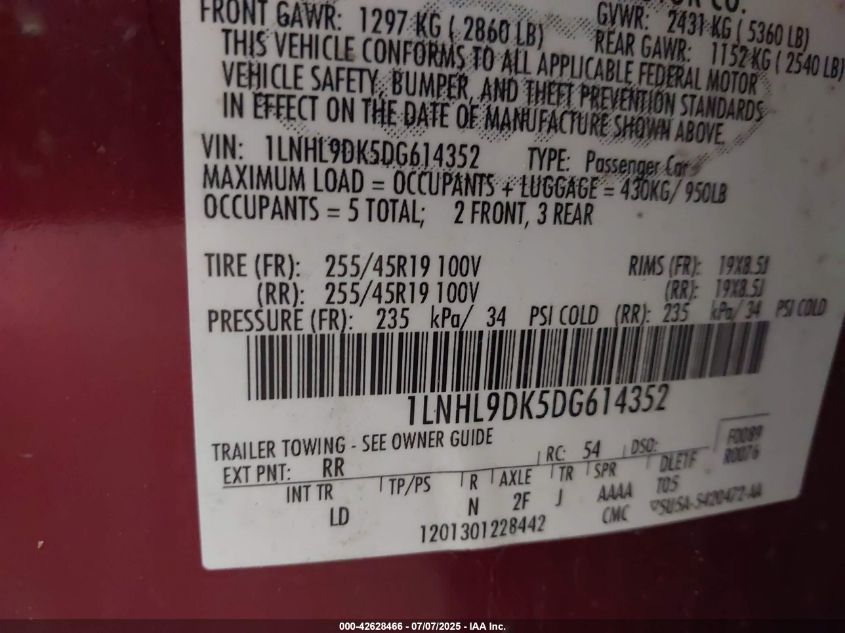 FRONT GAWR: 1297 KG ( 2860 LB) GVWR: 2431 KG ( 5360 LB)
REAR GAWR: 1152 KG ( 2540 LB)
THIS VEHICLE CONFORMS TO ALL APPLICABLE FEDERAL MOTOR
VEHICLE SAFETY, BUMPER, AND THEFT PREVENTION STANDARDS
IN EFFECT ON THE DATE OF MANUFACTURE SHOWN ABOVE.
VIN: 1LNHL9DK5DG614352 TYPE: Passenger Car
MAXIMUM LOAD = OCCUPANTS + LUGGAGE = 430KG/ 950LB
OCCUPANTS = 5 TOTAL; 2 FRONT, 3 REAR
TIRE (FR): 255/45R19 100V RIMS (FR): 19X8.5J
(RR): 255/45R19 100V (RR): 19X8.5J
PRESSURE (FR): 235 kPa/ 34 PSI COLD (RR): 235 kPa/ 34 PSI COLD
1LNHL9DK5DG614352
TRAILER TOWING - SEE OWNER GUIDE
EXT PNT: RR RC: 54 DSO: F0089
R0076
INT TR TP/PS R AXLE TR SPR DLETF
LD N 2F J AAAA TOS
1201301228442 CMC
000-42628466 - 07/07/2025 - IAA Inc.